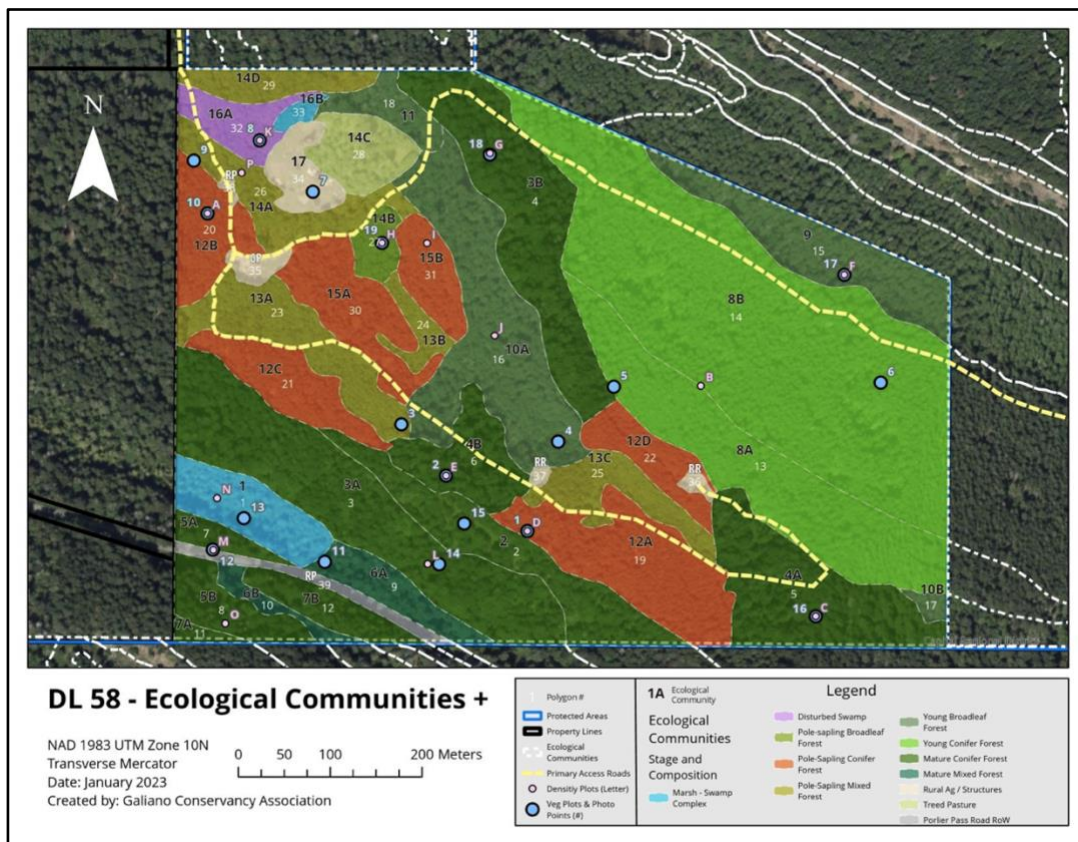 14D
29
16B
33
16A
32
8
K
18
11
14C
28
17
34
7
9
P
RP
26
14A
10
A
20
12B
14B
19
H
I
15B
31
35
13A
23
15A
30
24
13B
12C
21
18
G
3B
4
9
15
17
F
8B
14
J
10A
16
5
B
6
3
4
12D
22
4B
6
2
E
RR
37
13C
25
RR
8A
13
N
1
1
13
3A
3
15
1
D
2
2
12A
19
5A
7
M
12
11
RP
39
6A
9
L
14
4A
5
10B
17
16
C
5B
8
O
6B
10
7B
12
7A
11
N
Capital Regional District
DL 58 - Ecological Communities +
NAD 1983 UTM Zone 10N
Transverse Mercator
Date: January 2023
Created by: Galiano Conservancy Association
0 50 100 200 Meters
1 Polygon #
Protected Areas
Property Lines
Ecological
Communities
Primary Access Roads
Densitiy Plots (Letter)
Veg Plots & Photo
Points (#)
1A Ecological
Community
Ecological
Communities
Stage and
Composition
Marsh - Swamp
Complex
Legend
Disturbed Swamp
Pole-sapling Broadleaf
Forest
Pole-Sapling Conifer
Forest
Pole-Sapling Mixed
Forest
Young Broadleaf
Forest
Young Conifer Forest
Mature Conifer Forest
Mature Mixed Forest
Rural Ag / Structures
Treed Pasture
Porlier Pass Road RoW